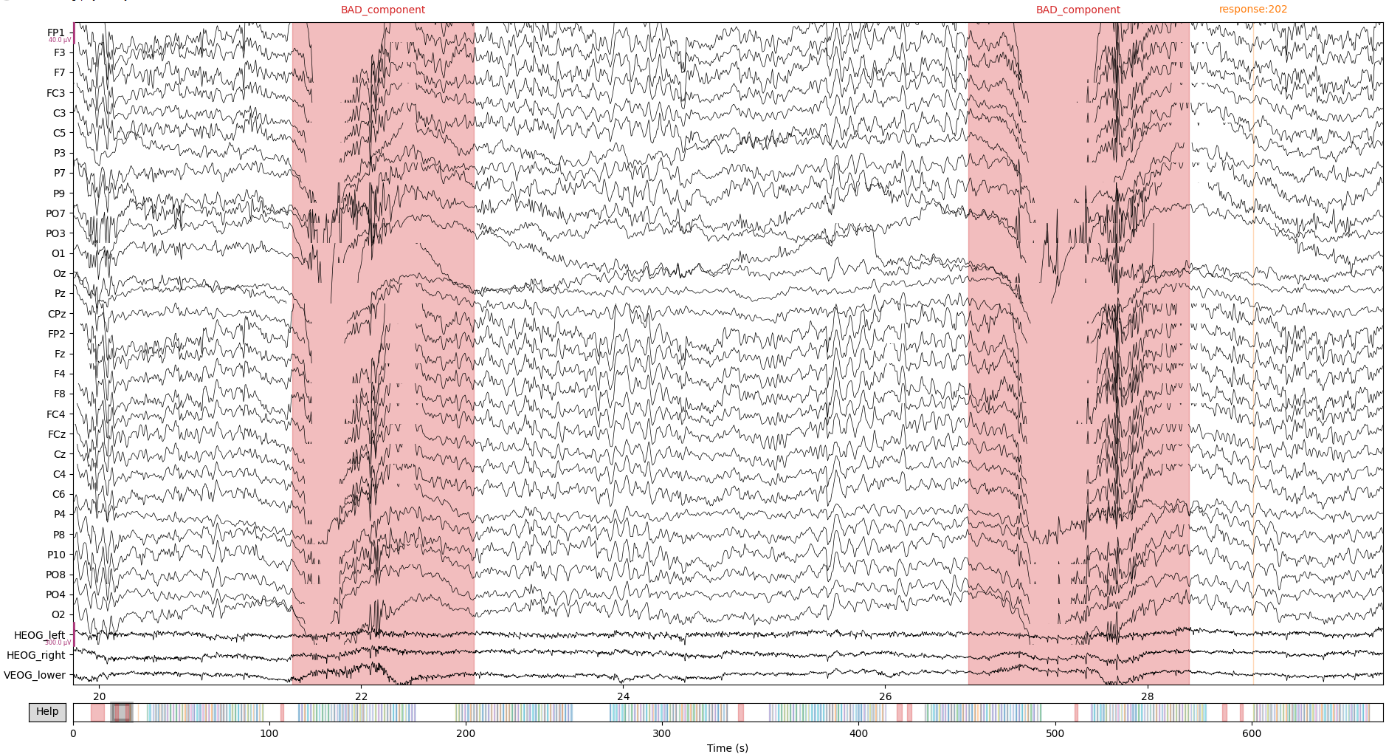 BAD_component BAD_component response:202
FP1
40.0 µV
F3
F7
FC3
C3
C5
P3
P7
P9
PO7
PO3
O1
Oz
Pz
CPz
FP2
Fz
F4
F8
FC4
FCz
Cz
C4
C6
P4
P8
P10
PO8
PO4
O2
HEOG_left
HEOG_right
VEOG_lower
20 22 24 26 28
Help
0 100 200 300 400 500 600
Time (s)